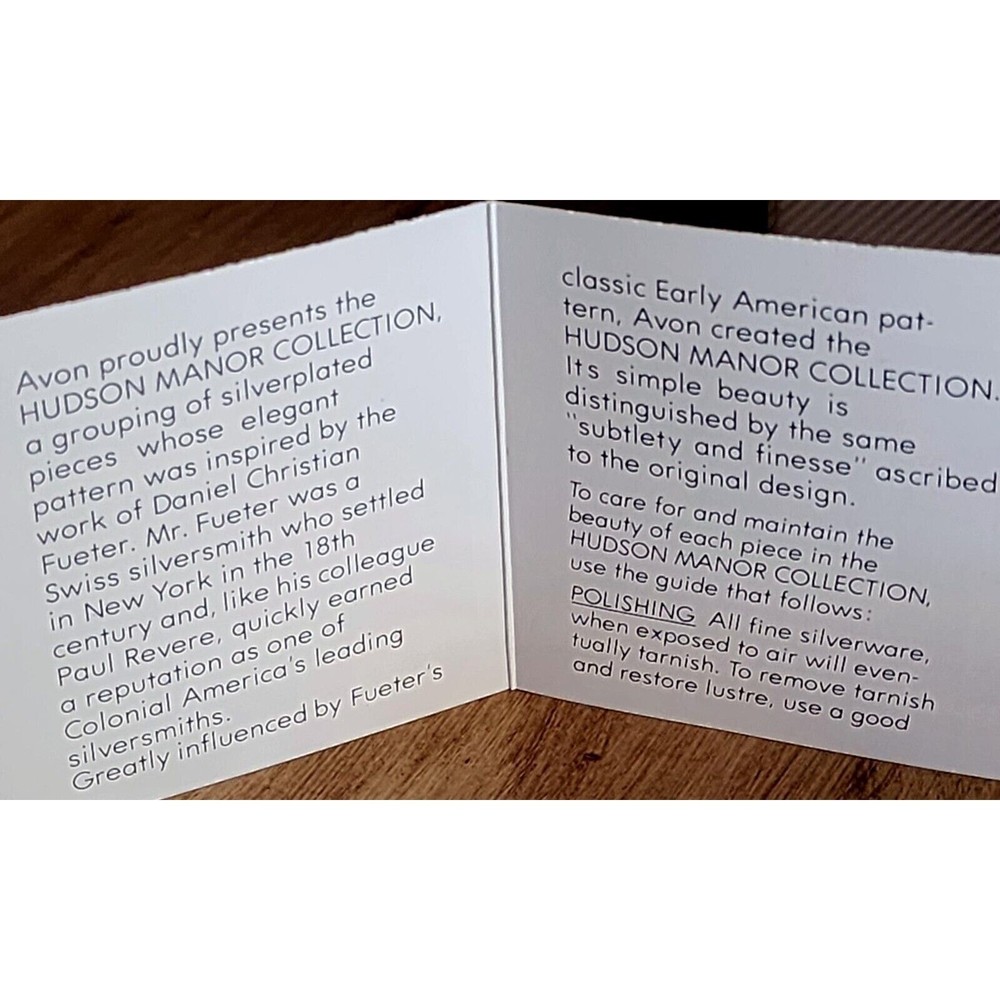 Avon proudly presents the
HUDSON MANOR COLLECTION,
a grouping of silverplated
pieces whose elegant
pattern was inspired by the
work of Daniel Christian
Fueter. Mr. Fueter was a
Swiss silversmith who settled
in New York in the 18th
century and, like his colleague
Paul Revere, quickly earned
a reputation as one of
Colonial America's leading
silversmiths.
Greatly influenced by Fueter's
classic Early American pat-
tern, Avon created the
HUDSON MANOR COLLECTION.
Its simple beauty is
distinguished by the same
"subtlety and finesse" ascribed
to the original design.
To care for and maintain the
beauty of each piece in the
HUDSON MANOR COLLECTION,
use the guide that follows:
POLISHING All fine silverware,
when exposed to air will even-
tually tarnish. To remove tarnish
and restore lustre, use a good